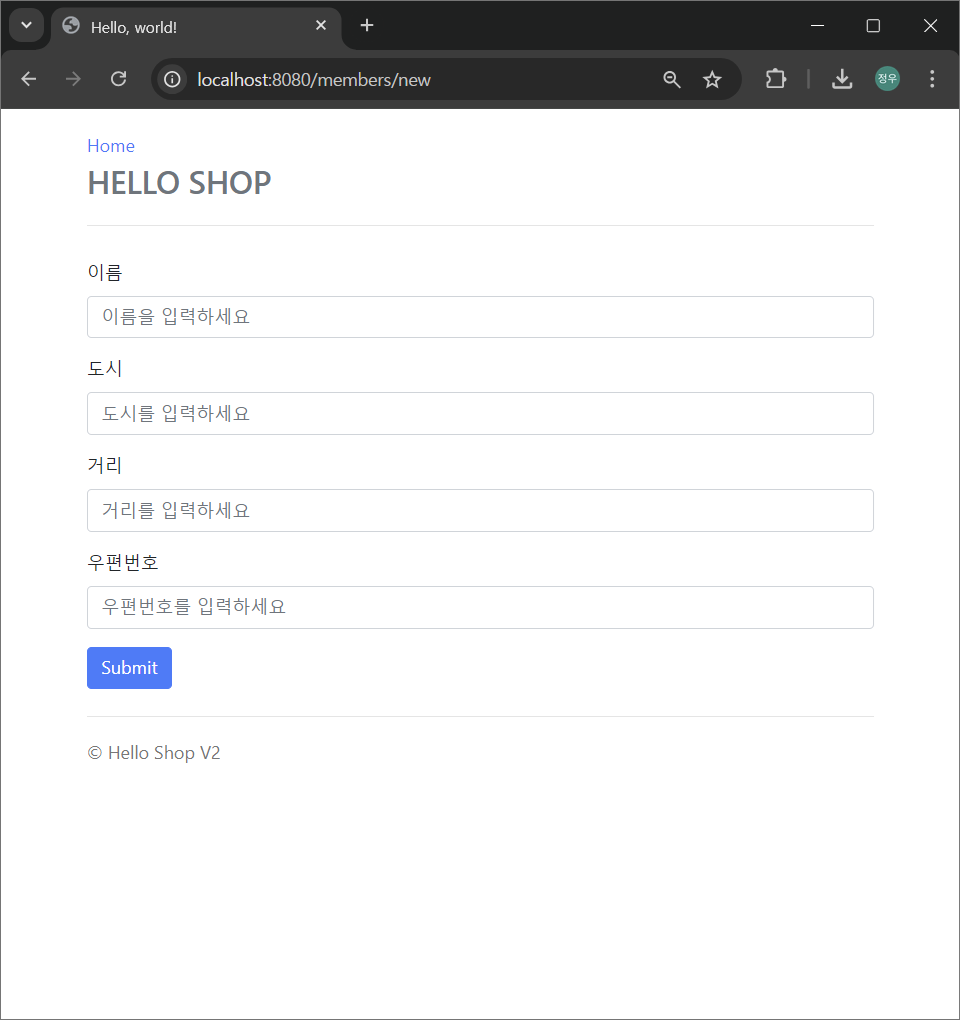 Hello, world!
localhost:8080/members/new
정우
Home
HELLO SHOP
이름
이름을 입력하세요
도시
도시를 입력하세요
거리
거리를 입력하세요
우편번호
우편번호를 입력하세요
Submit
© Hello Shop V2